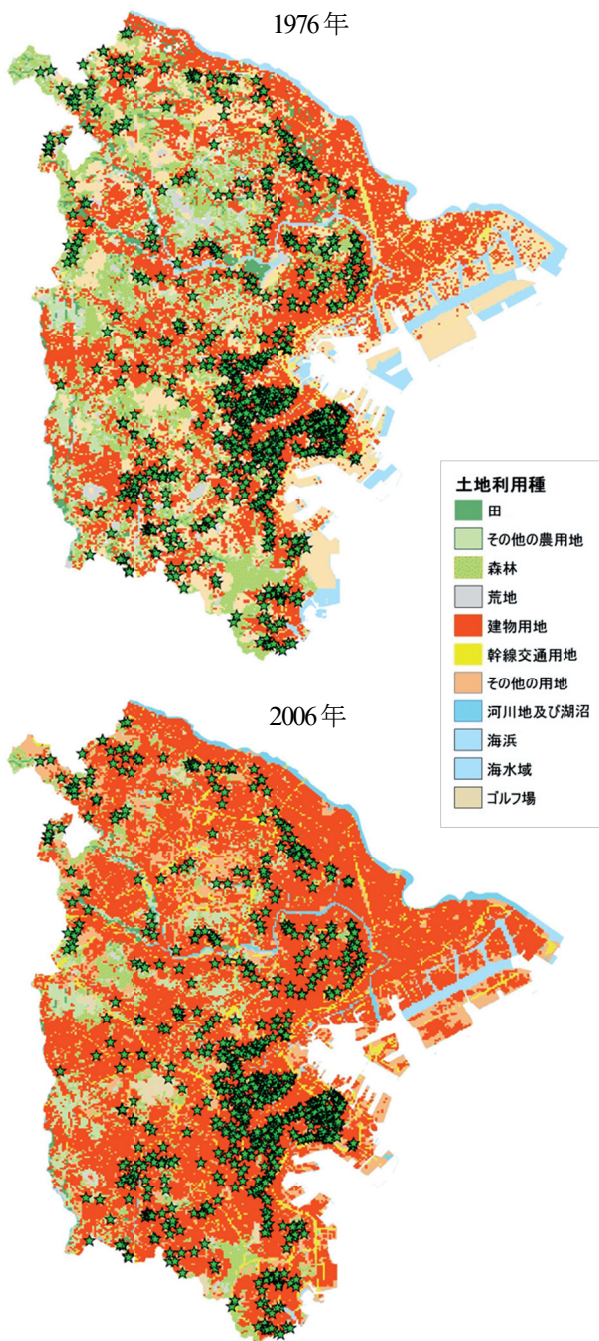 1976年
土地利用種
田
その他の農用地
森林
荒地
建物用地
幹線交通用地
その他の用地
河川地及び湖沼
海浜
海水域
ゴルフ場
2006年